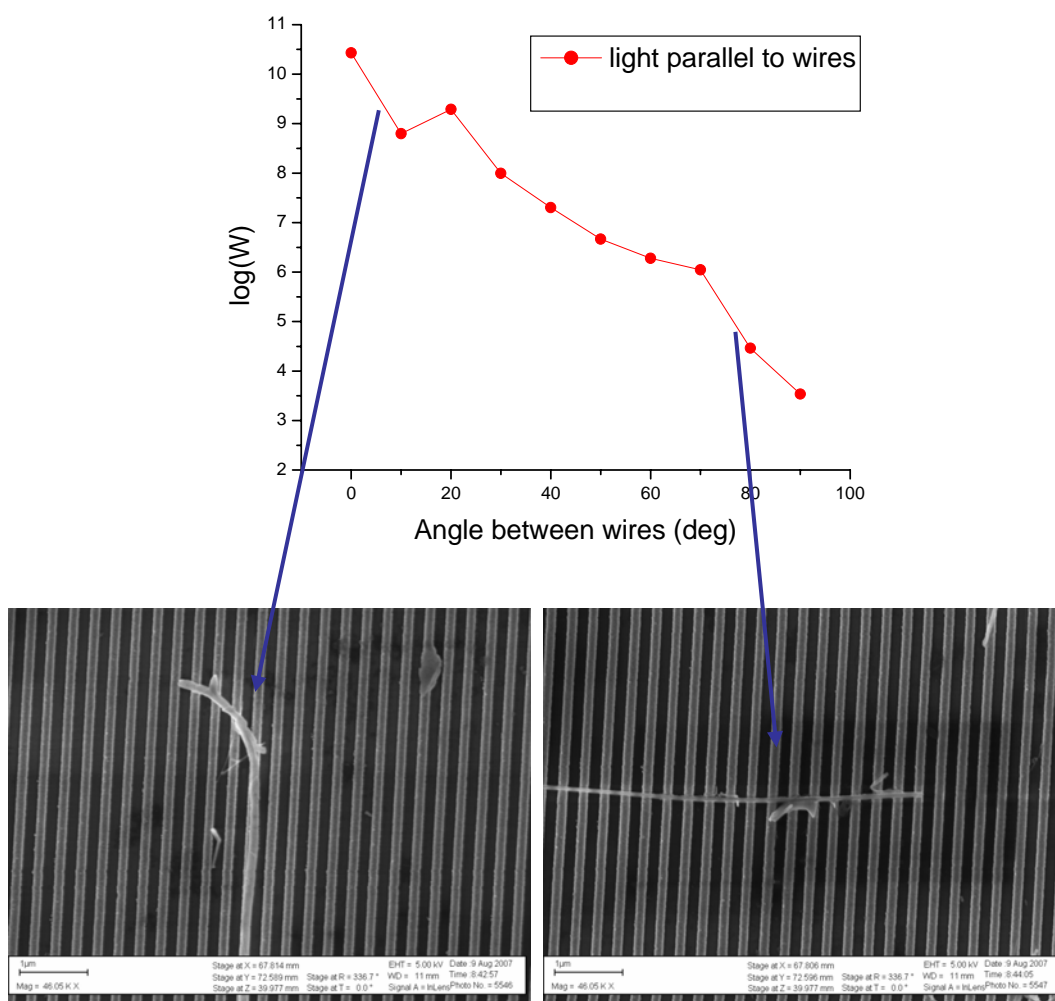 11
10
9
8
7
6
5
4
3
2
log(W)
light parallel to wires
0 20 40 60 80 100
Angle between wires (deg)
1µm
Mag = 46.05 K X
Stage at X = 67.814 mm
Stage at Y = 72.589 mm
Stage at Z = 39.977 mm
Stage at R = 336.7 °
Stage at T = 0.0 °
EHT = 5.00 kV
WD = 11 mm
Signal A = InLens
Date :9 Aug 2007
Time :8:42:57
Photo No. = 5546
1µm
Mag = 46.05 K X
Stage at X = 67.806 mm
Stage at Y = 72.596 mm
Stage at Z = 39.977 mm
Stage at R = 336.7 °
Stage at T = 0.0 °
EHT = 5.00 kV
WD = 11 mm
Signal A = InLens
Date :9 Aug 2007
Time :8:44:05
Photo No. = 5547